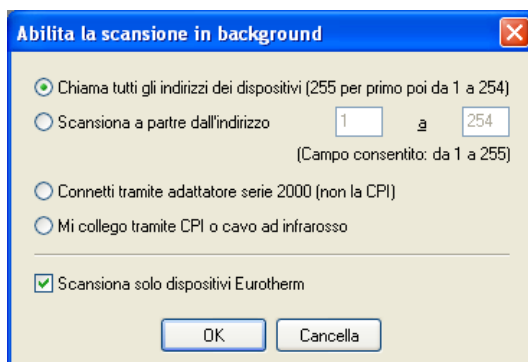 Abilita la scansione in background
Chiama tutti gli indirizzi dei dispositivi (255 per primo poi da 1 a 254)
Scansiona a partre dall'indirizzo 1 a 254
(Campo consentito: da 1 a 255)
Connetti tramite adattatore serie 2000 (non la CPI)
Mi collego tramite CPI o cavo ad infrarosso
Scansiona solo dispositivi Eurotherm
OK Cancella